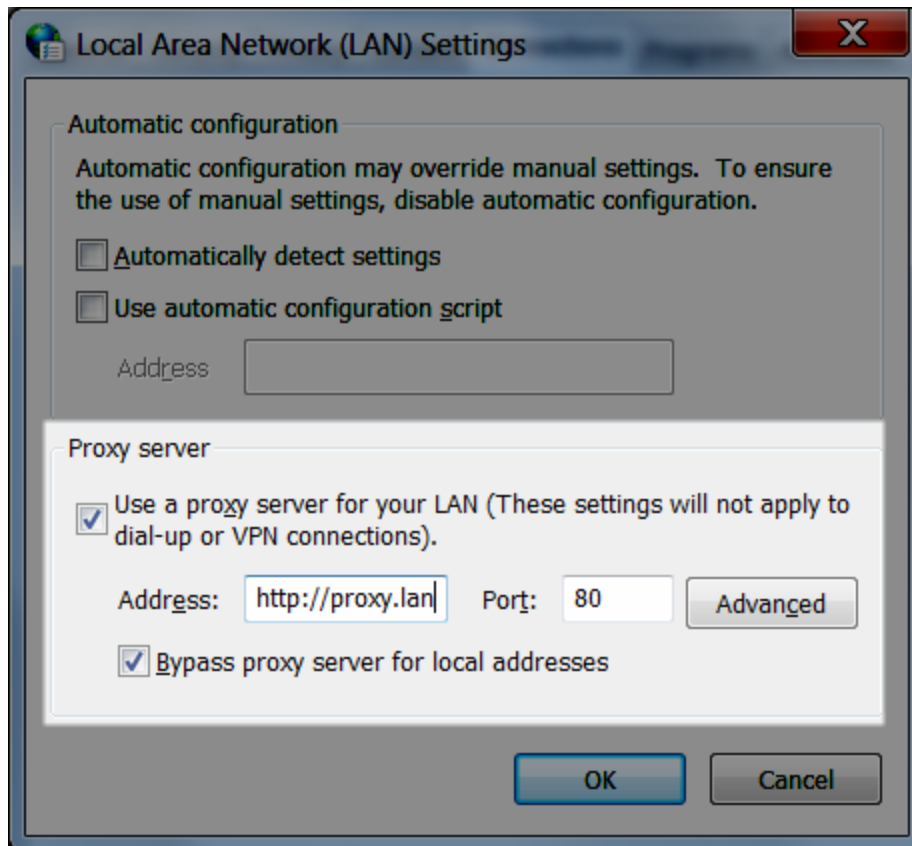 Local Area Network (LAN) Settings
Automatic configuration
Automatic configuration may override manual settings.  To ensure
the use of manual settings, disable automatic configuration.
Automatically detect settings
Use automatic configuration script
Address
Proxy server
Use a proxy server for your LAN (These settings will not apply to
dial-up or VPN connections).
Address: http://proxy.lan Port: 80 Advanced
Bypass proxy server for local addresses
OK Cancel